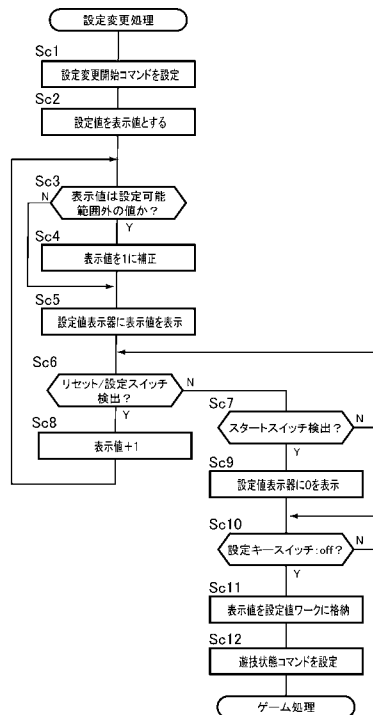 設定変更処理
Sc1
設定変更開始コマンドを設定
Sc2
設定値を表示値とする
Sc3
N
表示値は設定可能
範囲外の値か?
Y
Sc4
表示値を1に補正
Sc5
設定値表示器に表示値を表示
Sc6
リセット/設定スイッチ
検出?
N
Y
Sc8
表示値+1
Sc7
スタートスイッチ検出?
N
Y
Sc9
設定値表示器に0を表示
Sc10
設定キースイッチ:off?
N
Y
Sc11
表示値を設定値ワークに格納
Sc12
遊技状態コマンドを設定
ゲーム処理